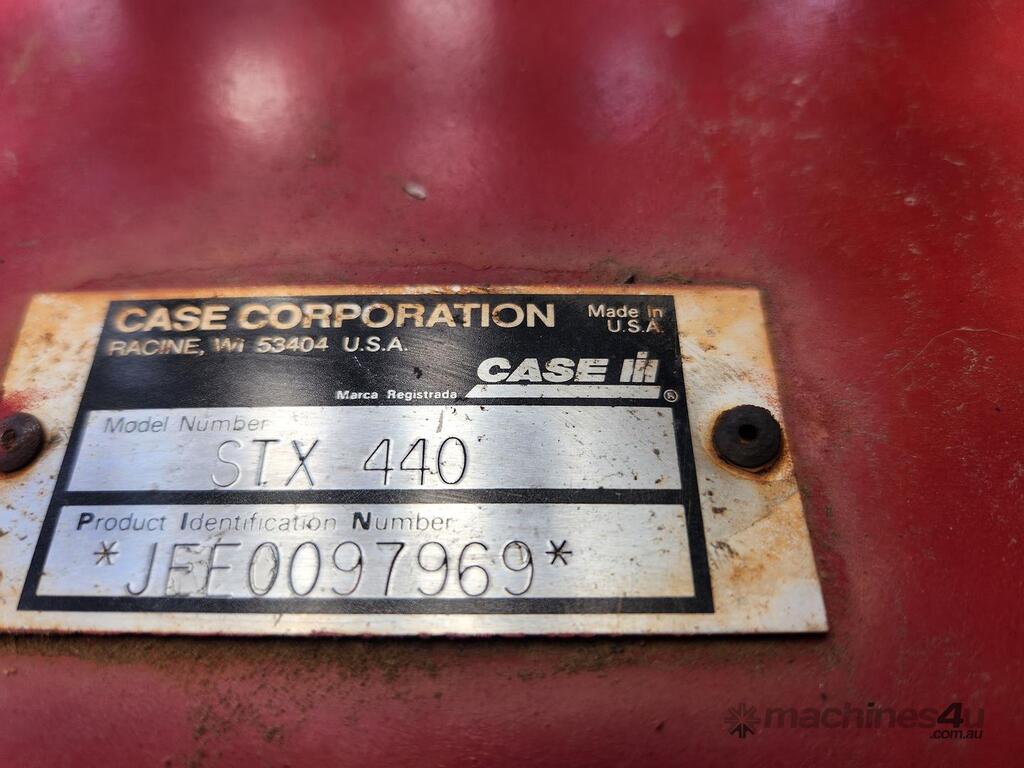 CASE CORPORATION
Made in
U.S.A.
RACINE, WI 53404 U.S.A.
CASE IH
Marca Registrada ®
Model Number
STX 440
Product Identification Number
*JEE0097969*
machines4u
.com.au